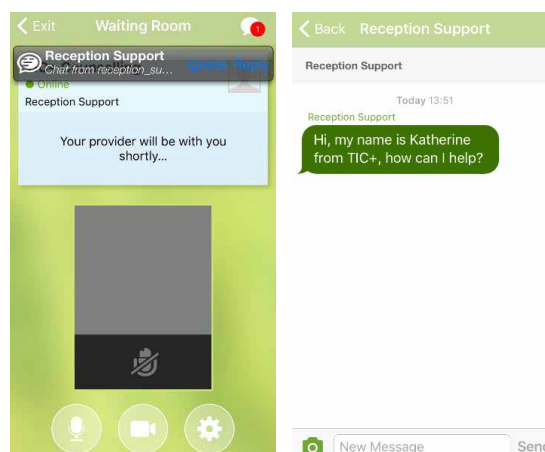 Exit Waiting Room 1
Reception Support
Chat from reception_su...
Ignore Reply
Online
Reception Support
Your provider will be with you
shortly...
Back Reception Support
Reception Support
Today 13:51
Reception Support
Hi, my name is Katherine
from TIC+, how can I help?
New Message Send